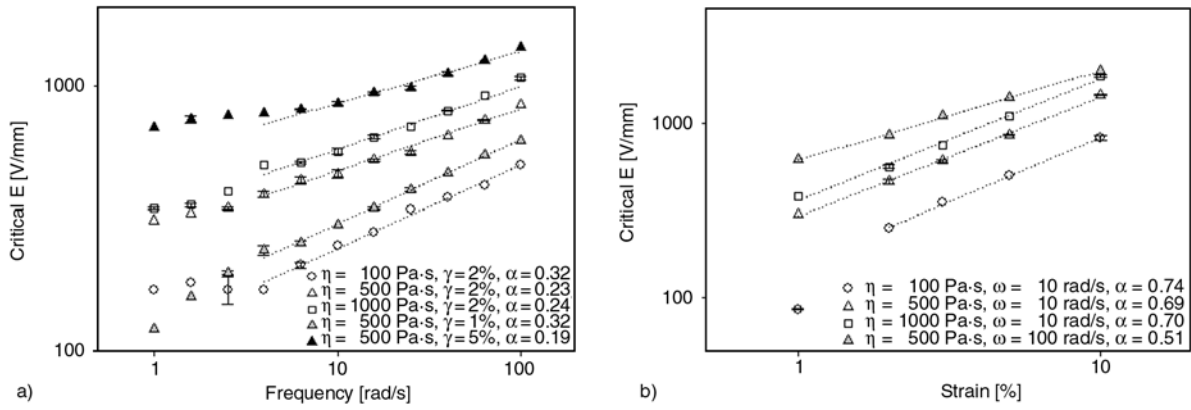 1000
100
Critical E [V/mm]
η = 100 Pa·s, γ = 2%, α = 0.32
η = 500 Pa·s, γ = 2%, α = 0.23
η = 1000 Pa·s, γ = 2%, α = 0.24
η = 500 Pa·s, γ = 1%, α = 0.32
η = 500 Pa·s, γ = 5%, α = 0.19
1 10 100
a) Frequency [rad/s]
1000
100
Critical E [V/mm]
η = 100 Pa·s, ω = 10 rad/s, α = 0.74
η = 500 Pa·s, ω = 10 rad/s, α = 0.69
η = 1000 Pa·s, ω = 10 rad/s, α = 0.70
η = 500 Pa·s, ω = 100 rad/s, α = 0.51
1 10
b) Strain [%]